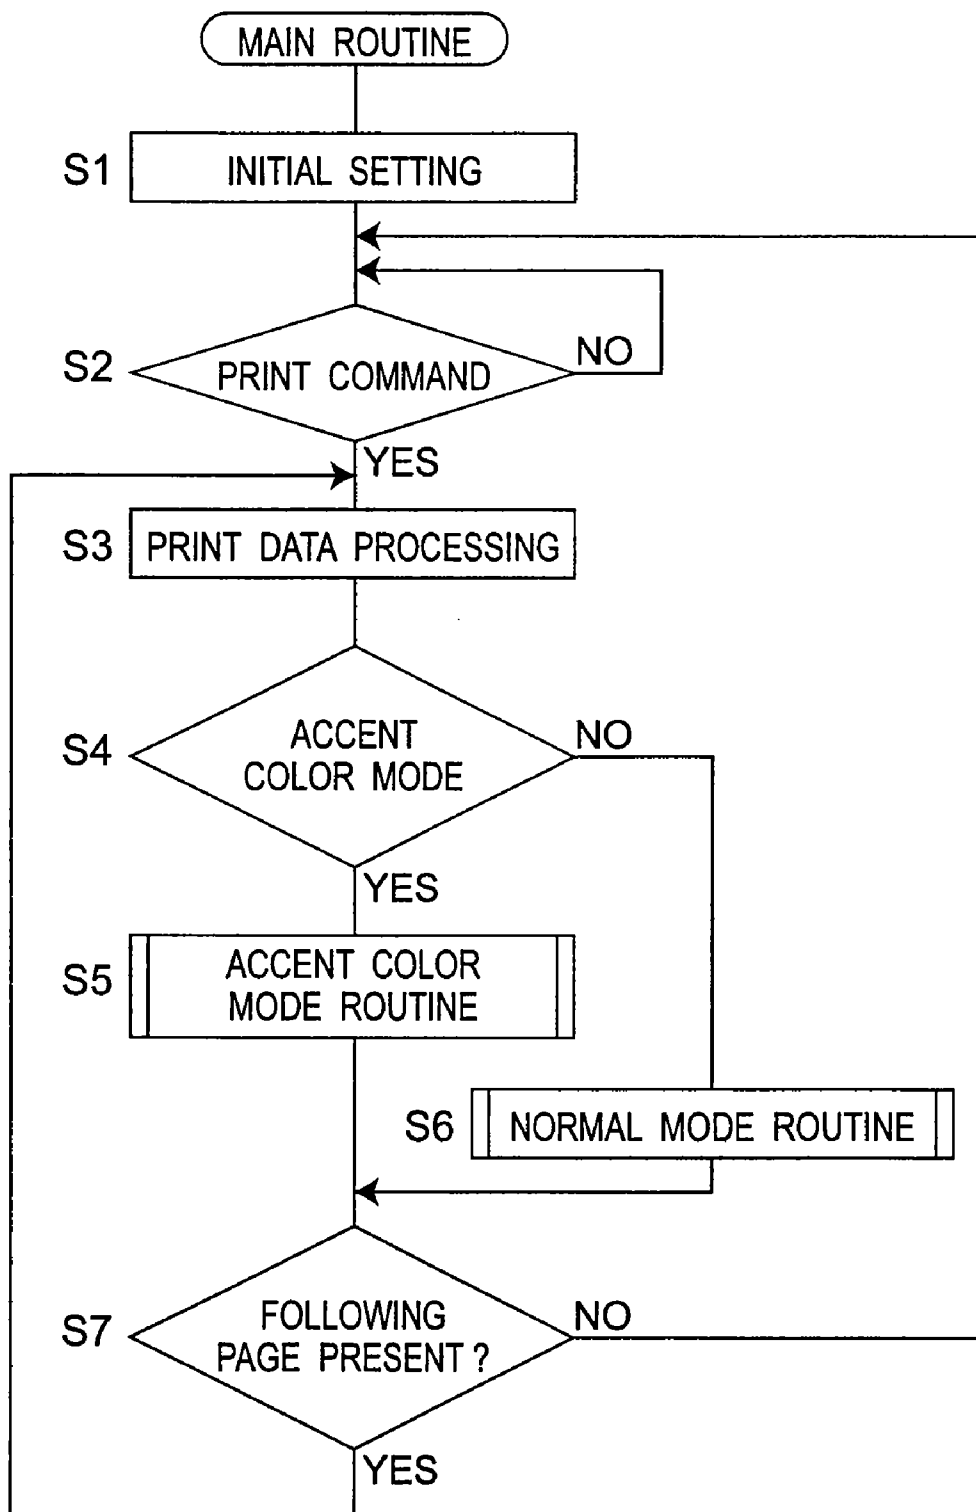 MAIN ROUTINE
S1 INITIAL SETTING
S2 PRINT COMMAND NO
YES
S3 PRINT DATA PROCESSING
S4 ACCENT COLOR MODE NO
YES
S5 ACCENT COLOR
MODE ROUTINE
S6 NORMAL MODE ROUTINE
S7 FOLLOWING
PAGE PRESENT ? NO
YES